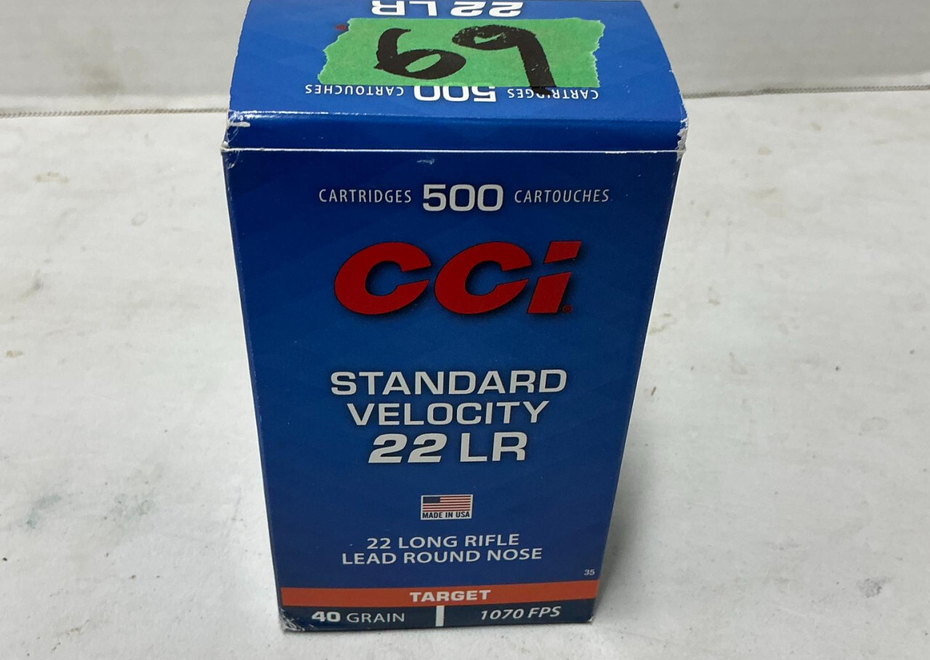 22 LR
69
CARTRIDGES 500 CARTOUCHES
CARTRIDGES 500 CARTOUCHES
CCi
STANDARD
VELOCITY
22 LR
MADE IN USA
22 LONG RIFLE
LEAD ROUND NOSE
35
TARGET
40 GRAIN 1070 FPS